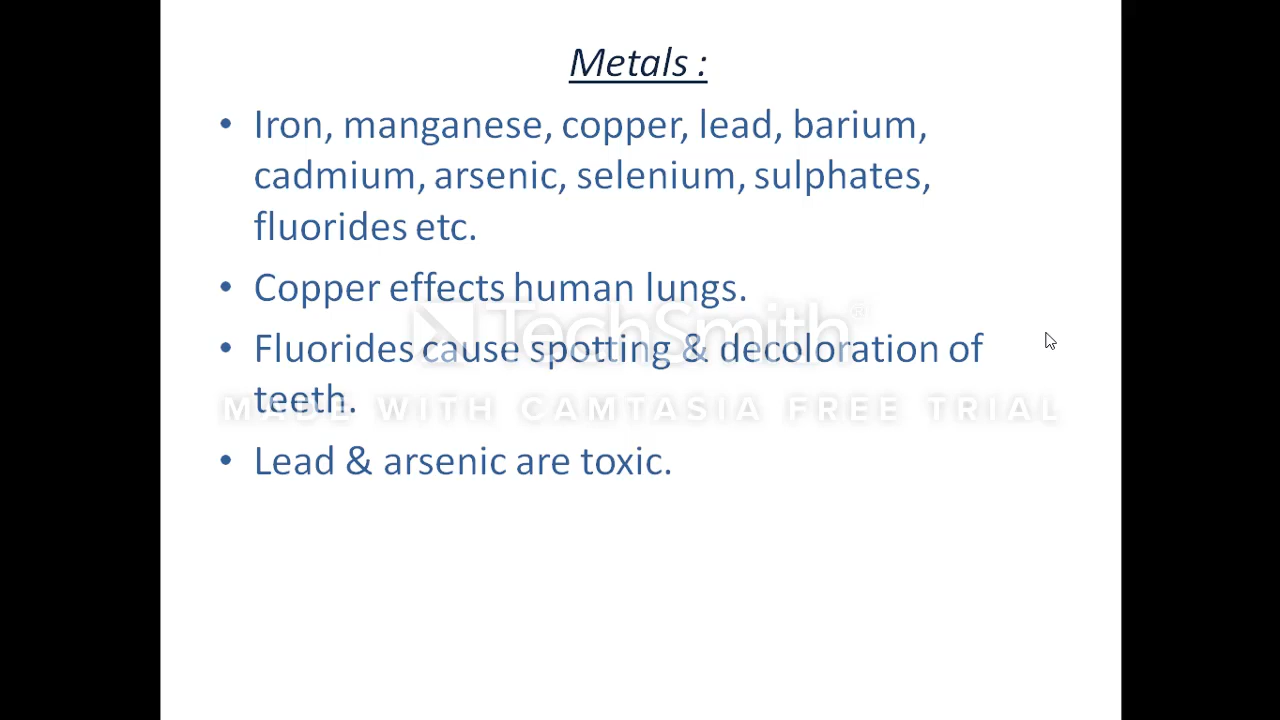 Metals :
• Iron, manganese, copper, lead, barium,
cadmium, arsenic, selenium, sulphates,
fluorides etc.
• Copper effects human lungs.
TechSmith®
• Fluorides cause spotting & decoloration of
teeth.
MADE WITH CAMTASIA FREE TRIAL
• Lead & arsenic are toxic.